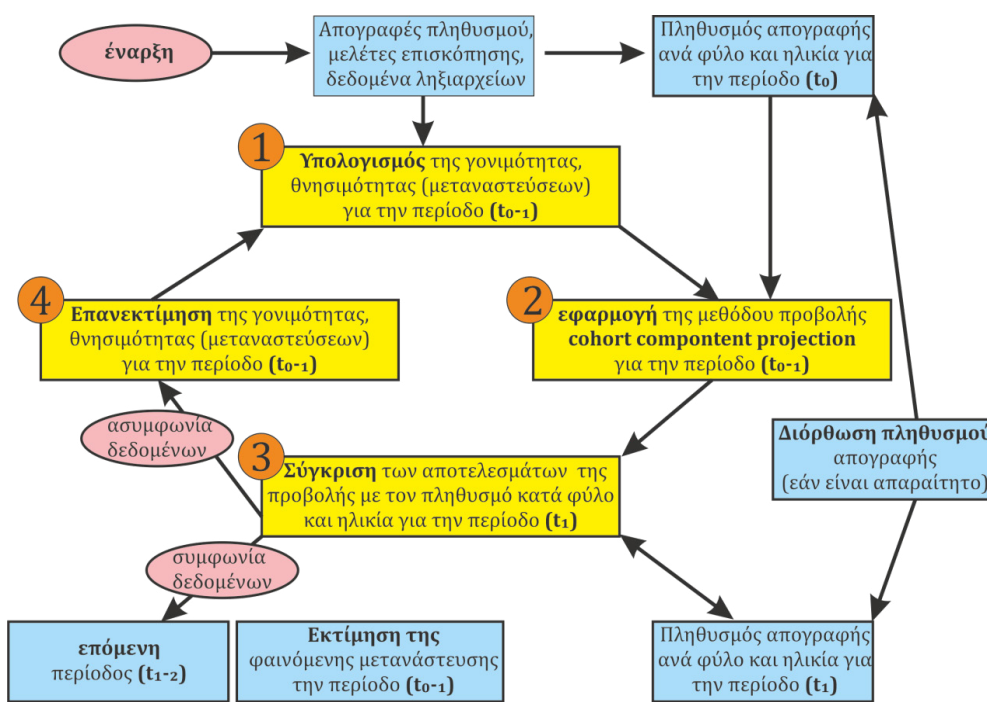 έναρξη
Απογραφές πληθυσμού,
μελέτες επισκόπησης,
δεδομένα ληξιαρχείων
Πληθυσμός απογραφής
ανά φύλο και ηλικία για
την περίοδο (t₀)
1
Υπολογισμός της γονιμότητας,
θνησιμότητας (μεταναστεύσεων)
για την περίοδο (t₀-₁)
4
Επανεκτίμηση της γονιμότητας,
θνησιμότητας (μεταναστεύσεων)
για την περίοδο (t₀-₁)
2
εφαρμογή της μεθόδου προβολής
cohort compontent projection
για την περίοδο (t₀-₁)
ασυμφωνία
δεδομένων
3
Σύγκριση των αποτελεσμάτων της
προβολής με τον πληθυσμό κατά φύλο
και ηλικία για την περίοδο (t₁)
Διόρθωση πληθυσμού
απογραφής
(εάν είναι απαραίτητο)
συμφωνία
δεδομένων
επόμενη
περίοδος (t₁-₂)
Εκτίμηση της
φαινόμενης μετανάστευσης
την περίοδο (t₀-₁)
Πληθυσμός απογραφής
ανά φύλο και ηλικία για
την περίοδο (t₁)